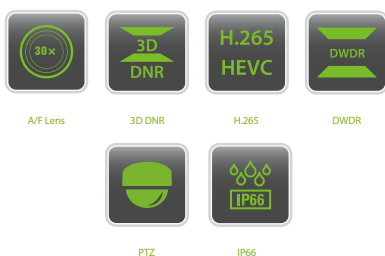 30×
3D
DNR
H.265
HEVC
DWDR
A/F Lens
3D DNR
H.265
DWDR
IP66
PTZ
IP66